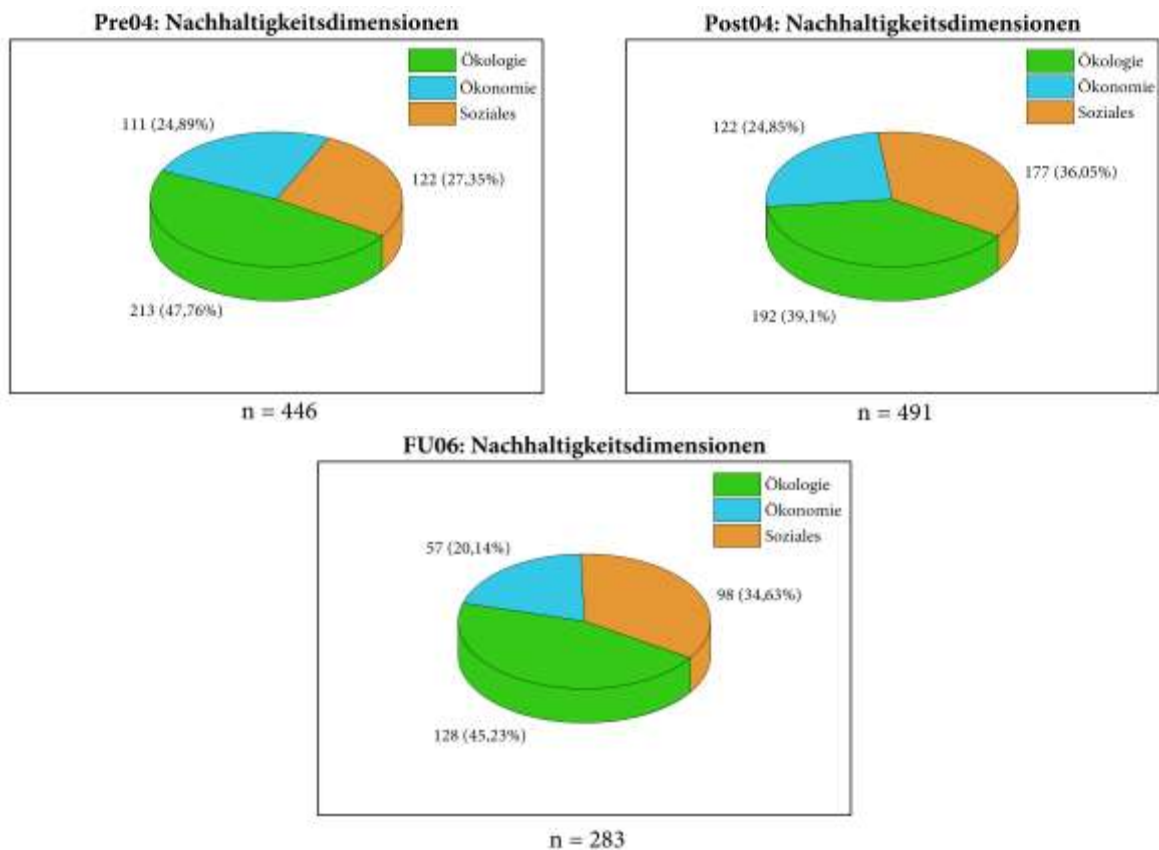 Pre04: Nachhaltigkeitsdimensionen
Ökologie
Ökonomie
Soziales
111 (24,89%)
122 (27,35%)
213 (47,76%)
n = 446
Post04: Nachhaltigkeitsdimensionen
Ökologie
Ökonomie
Soziales
122 (24,85%)
177 (36,05%)
192 (39,1%)
n = 491
FU06: Nachhaltigkeitsdimensionen
Ökologie
Ökonomie
Soziales
57 (20,14%)
98 (34,63%)
128 (45,23%)
n = 283